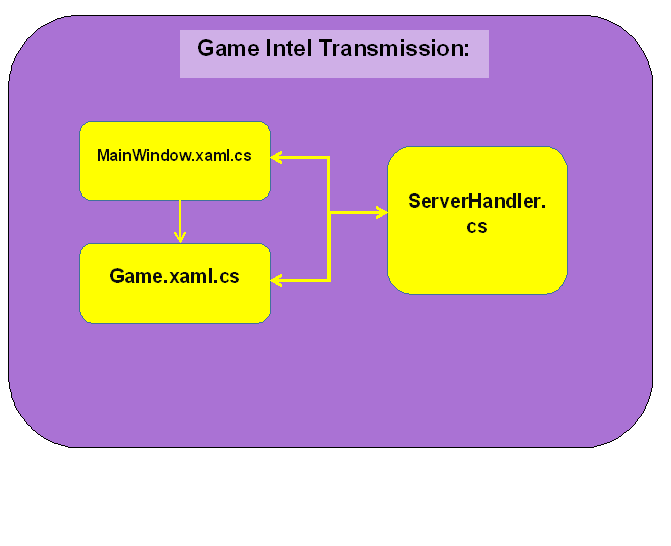 Game Intel Transmission:
MainWindow.xaml.cs
ServerHandler.
cs
Game.xaml.cs